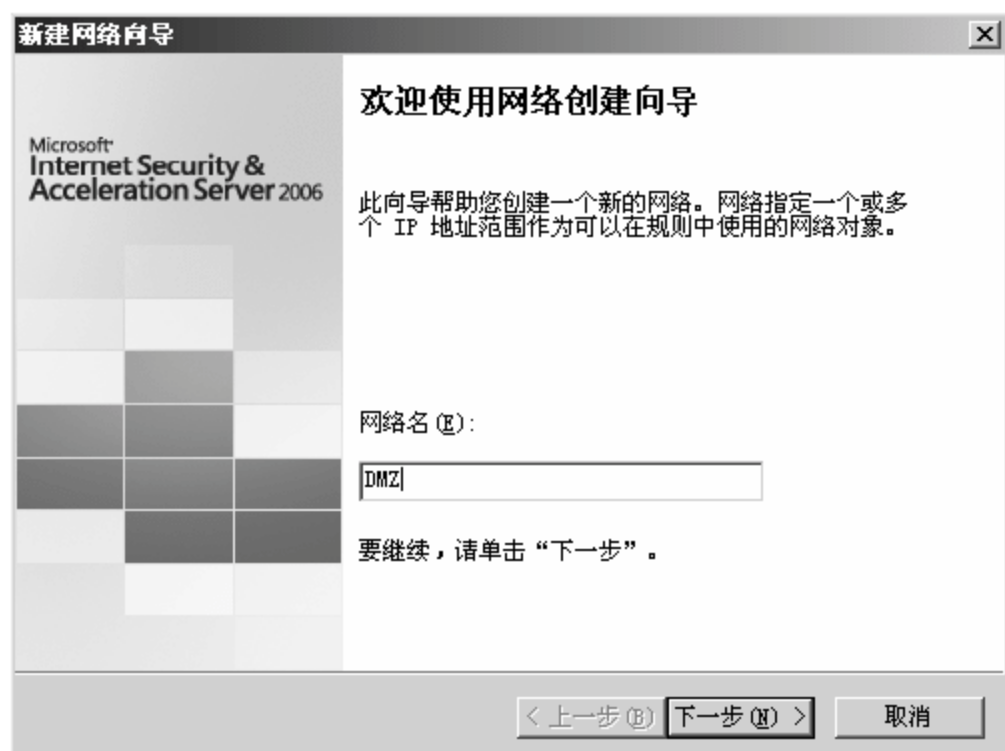 新建网络向导
Microsoft
Internet Security &
Acceleration Server 2006
欢迎使用网络创建向导
此向导帮助您创建一个新的网络。网络指定一个或多
个 IP 地址范围作为可以在规则中使用的网络对象。
网络名(E):
DMZ
要继续，请单击“下一步”。
< 上一步(B) 下一步(N) > 取消